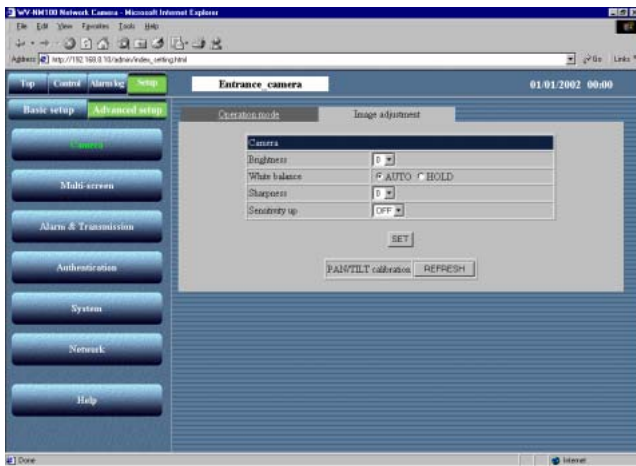 WV-NM100 Network Camera - Microsoft Internet Explorer
File Edit View Favorites Tools Help
Address http://192.168.0.10/admin/index_setting.html Go Links
Top Control Alarm log Setup Entrance_camera 01/01/2002 00:00
Basic setup Advanced setup
Operation mode Image adjustment
Camera
Camera
Brightness 0
White balance AUTO HOLD
Sharpness 0
Sensitivity up OFF
SET
PAN/TILT calibration REFRESH
Multi-screen
Alarm & Transmission
Authentication
System
Network
Help
Done Internet